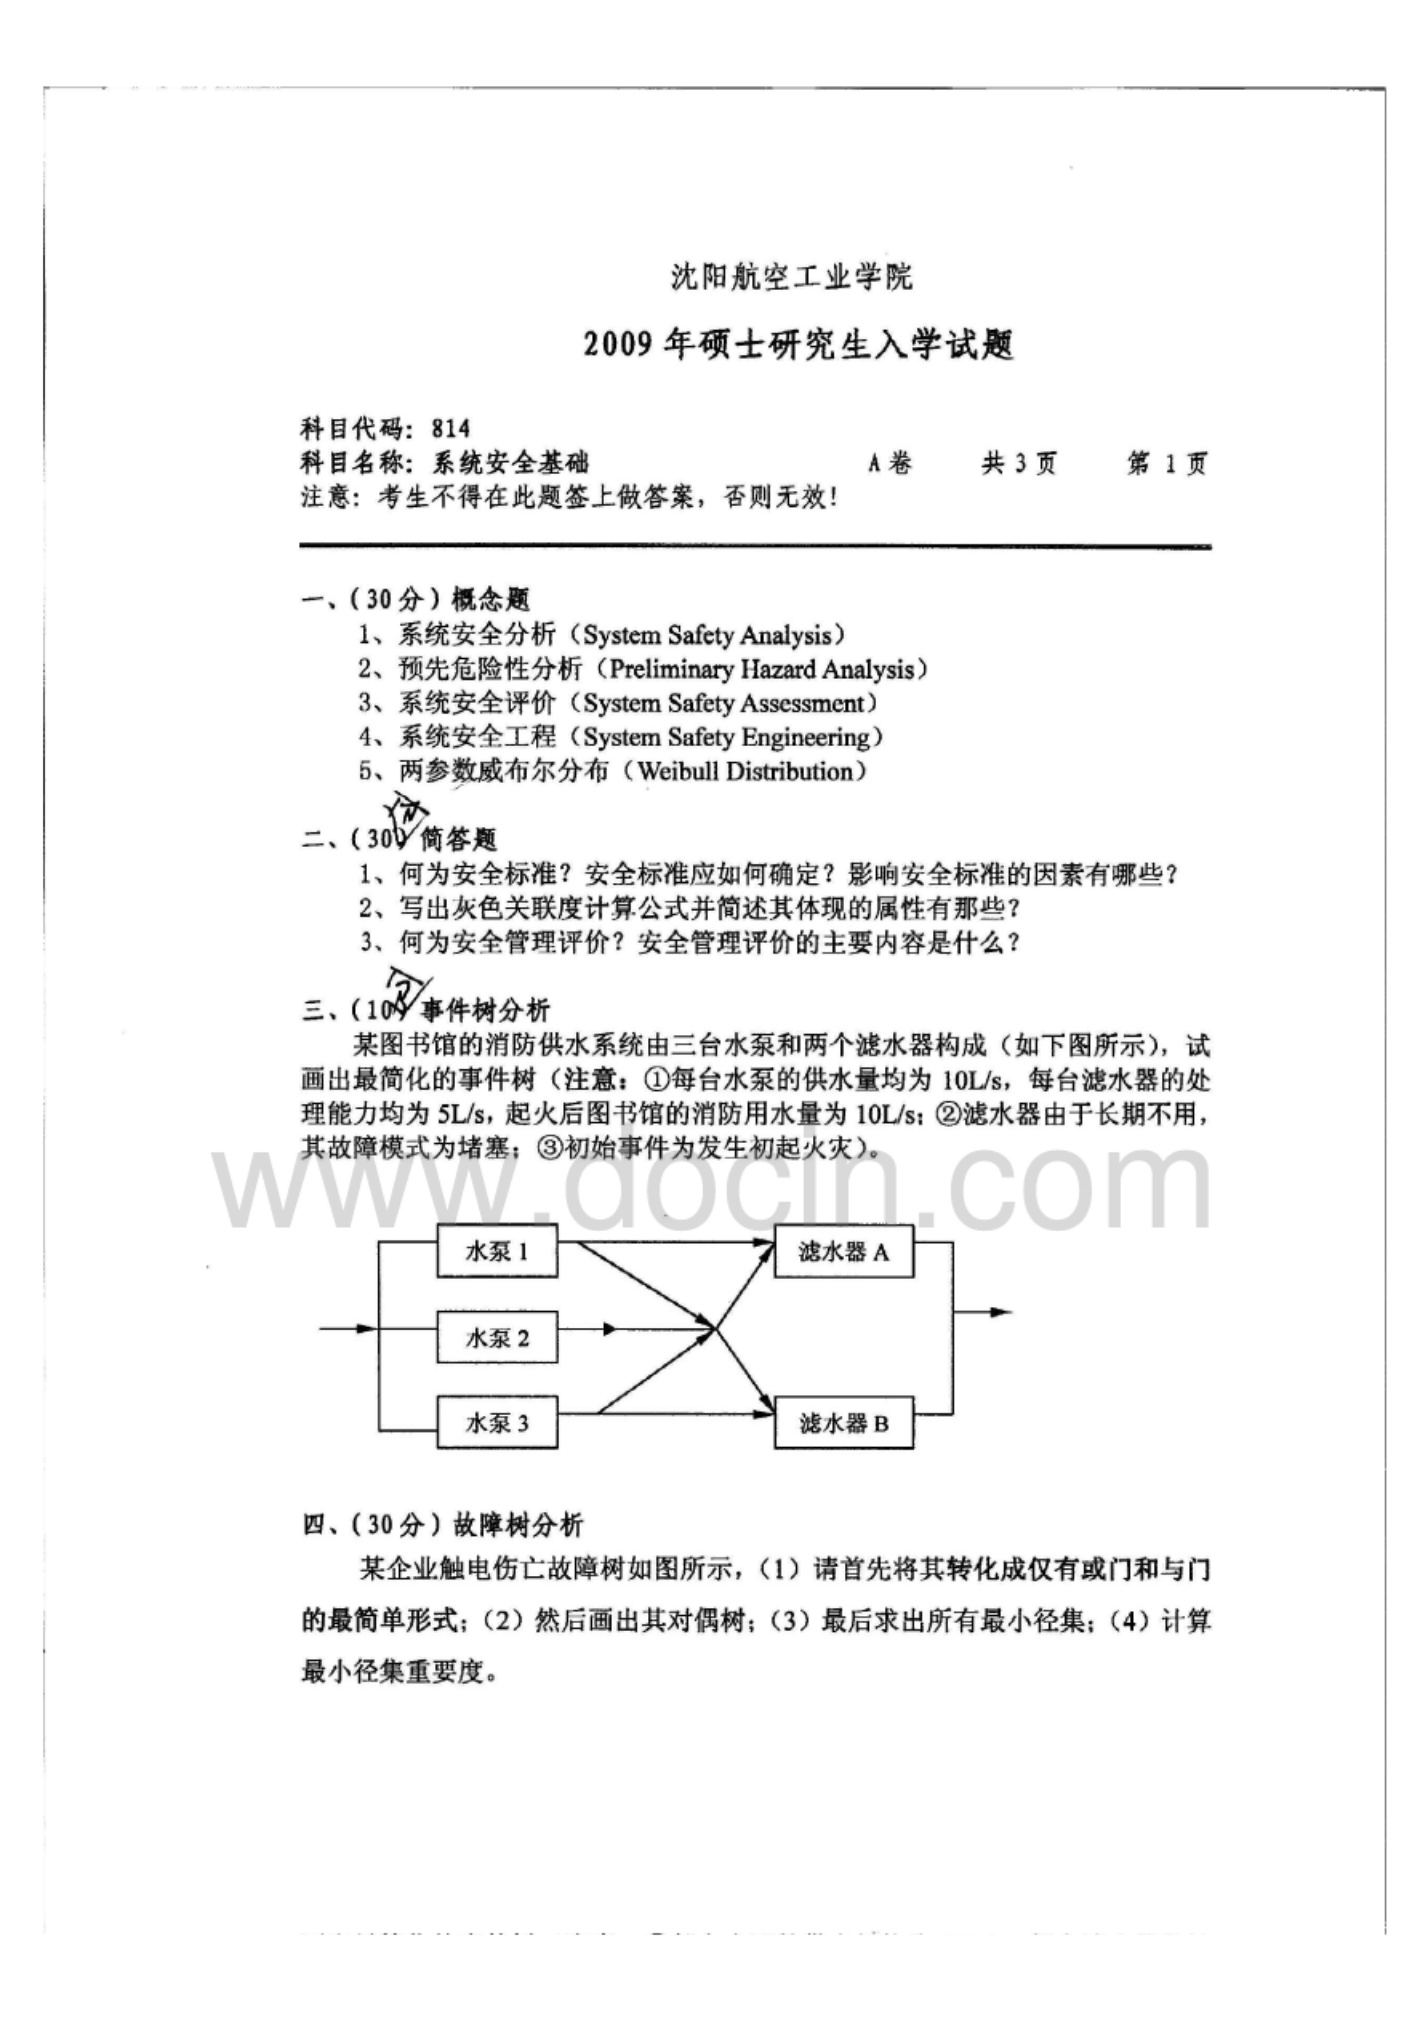 沈阳航空工业学院
2009 年硕士研究生入学试题
科目代码：814
科目名称：系统安全基础 A 卷 共 3 页 第 1 页
注意：考生不得在此题签上做答案，否则无效！
一、（30 分）概念题
1、系统安全分析（System Safety Analysis）
2、预先危险性分析（Preliminary Hazard Analysis）
3、系统安全评价（System Safety Assessment）
4、系统安全工程（System Safety Engineering）
5、两参数威布尔分布（Weibull Distribution）
二、（30）简答题
1、何为安全标准？安全标准应如何确定？影响安全标准的因素有哪些？
2、写出灰色关联度计算公式并简述其体现的属性有那些？
3、何为安全管理评价？安全管理评价的主要内容是什么？
三、（10）事件树分析
某图书馆的消防供水系统由三台水泵和两个滤水器构成（如下图所示），试
画出最简化的事件树（注意：①每台水泵的供水量均为 10L/s，每台滤水器的处
理能力均为 5L/s，起火后图书馆的消防用水量为 10L/s；②滤水器由于长期不用，
其故障模式为堵塞；③初始事件为发生初起火灾）。
www.docin.com
水泵 1
滤水器 A
水泵 2
水泵 3
滤水器 B
四、（30 分）故障树分析
某企业触电伤亡故障树如图所示，（1）请首先将其转化成仅有或门和与门
的最简单形式；（2）然后画出其对偶树；（3）最后求出所有最小径集；（4）计算
最小径集重要度。